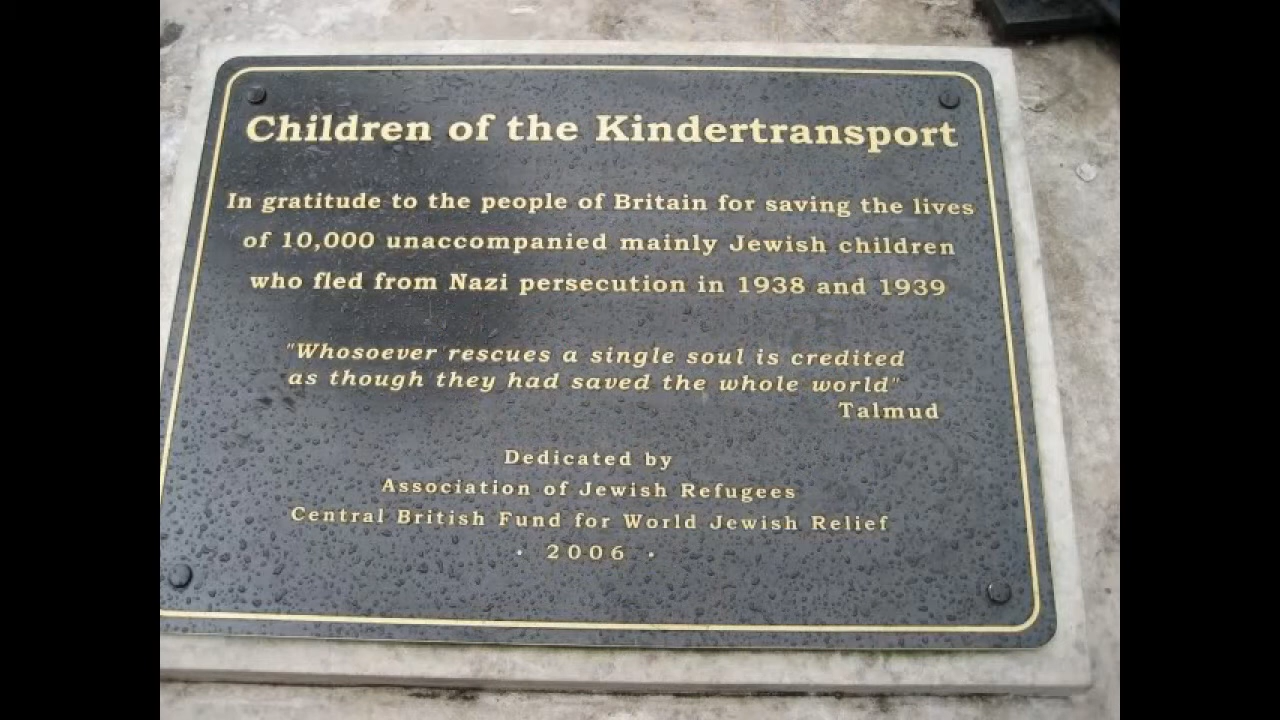 Children of the Kindertransport
In gratitude to the people of Britain for saving the lives
of 10,000 unaccompanied mainly Jewish children
who fled from Nazi persecution in 1938 and 1939
"Whosoever rescues a single soul is credited
as though they had saved the whole world"
Talmud
Dedicated by
Association of Jewish Refugees
Central British Fund for World Jewish Relief
· 2006 ·